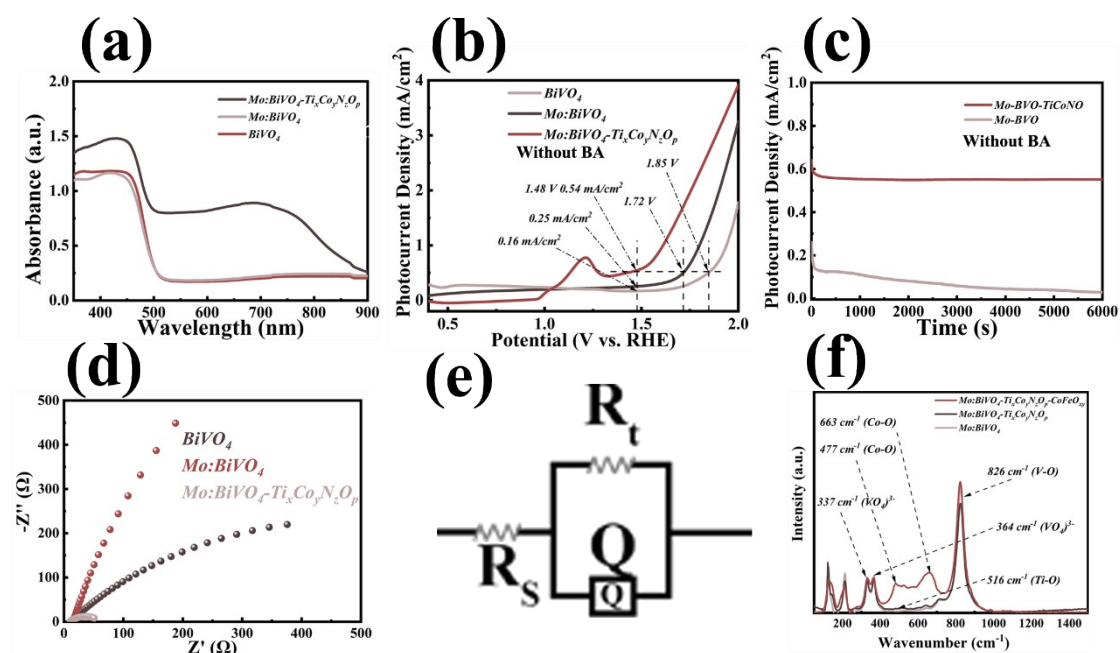 (a)
Absorbance (a.u.)
2.0
1.5
1.0
0.5
0.0
Mo:BiVO₄-TiₓCoᵧN_zOₚ
Mo:BiVO₄
BiVO₄
400 500 600 700 800 900
Wavelength (nm)
(b)
Photocurrent Density (mA/cm²)
4
3
2
1
0
BiVO₄
Mo:BiVO₄
Mo:BiVO₄-TiₓCoᵧN_zOₚ
Without BA
1.85 V
1.48 V 0.54 mA/cm²
1.72 V
0.25 mA/cm²
0.16 mA/cm²
0.5 1.0 1.5 2.0
Potential (V vs. RHE)
(c)
Photocurrent Density (mA/cm²)
1.0
0.8
0.6
0.4
0.2
0.0
Mo-BVO-TiCoNO
Mo-BVO
Without BA
0 1000 2000 3000 4000 5000 6000
Time (s)
(d)
-Z'' (Ω)
500
400
300
200
100
0
BiVO₄
Mo:BiVO₄
Mo:BiVO₄-TiₓCoᵧN_zOₚ
0 100 200 300 400 500
Z' (Ω)
(e)
Rₜ
R_S
Q
Q
(f)
Intensity (a.u.)
Mo:BiVO₄-TiₓCoᵧN_zOₚ-CoFeOₓᵧ
Mo:BiVO₄-TiₓCoᵧN_zOₚ
Mo:BiVO₄
663 cm⁻¹ (Co-O)
477 cm⁻¹ (Co-O)
826 cm⁻¹ (V-O)
337 cm⁻¹ (VO₄)³⁻
364 cm⁻¹ (VO₄)³⁻
516 cm⁻¹ (Ti-O)
200 400 600 800 1000 1200 1400
Wavenumber (cm⁻¹)